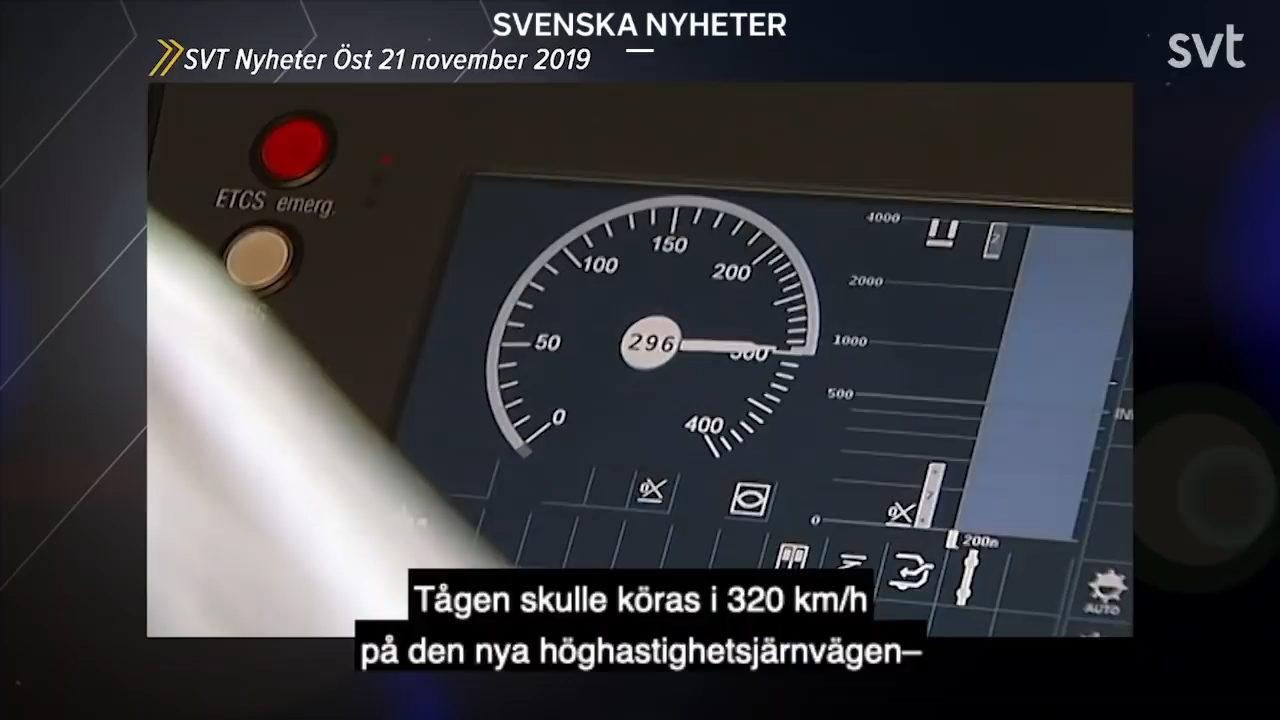 SVENSKA NYHETER
svt
SVT Nyheter Öst 21 november 2019
ETCS emerg.
0
50
100
150
200
300
400
296
4000
2000
1000
500
0
200m
AUTO
Tågen skulle köras i 320 km/h
på den nya höghastighetsjärnvägen–